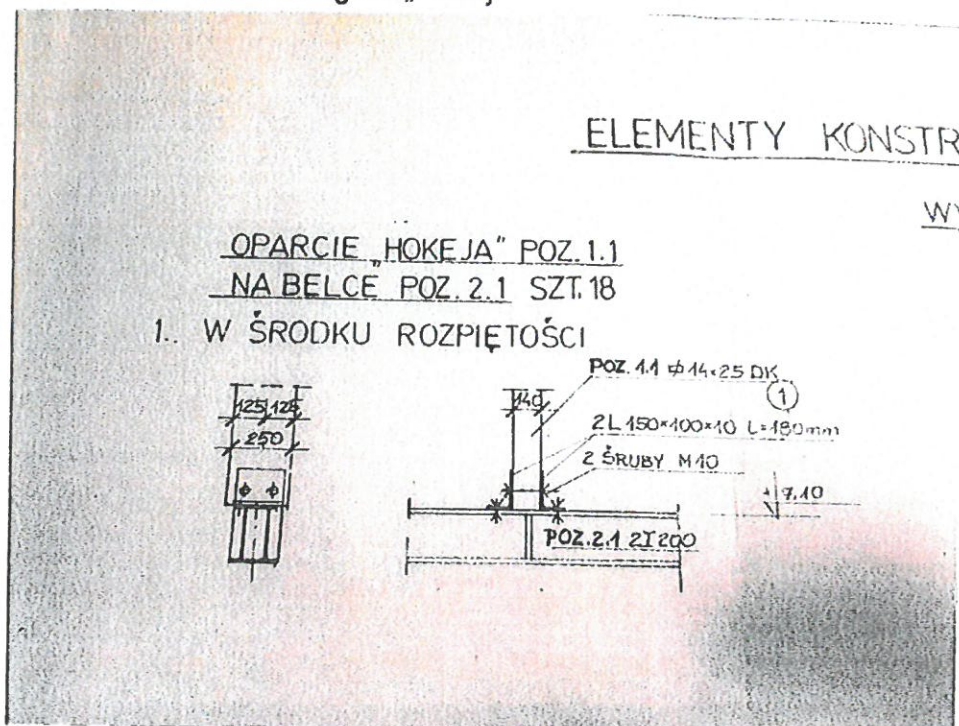 ELEMENTY KONSTR
WY
OPARCIE „HOKEJA" POZ. 1.1
NA BELCE POZ. 2.1 SZT. 18
1.. W ŚRODKU ROZPIĘTOŚCI
POZ. 1.1 ⌀ 14×25 DK
1
125 125
140
2L 150×100×10 L=180mm
250
2 ŚRUBY M10
+7.10
POZ. 2.1 2I200